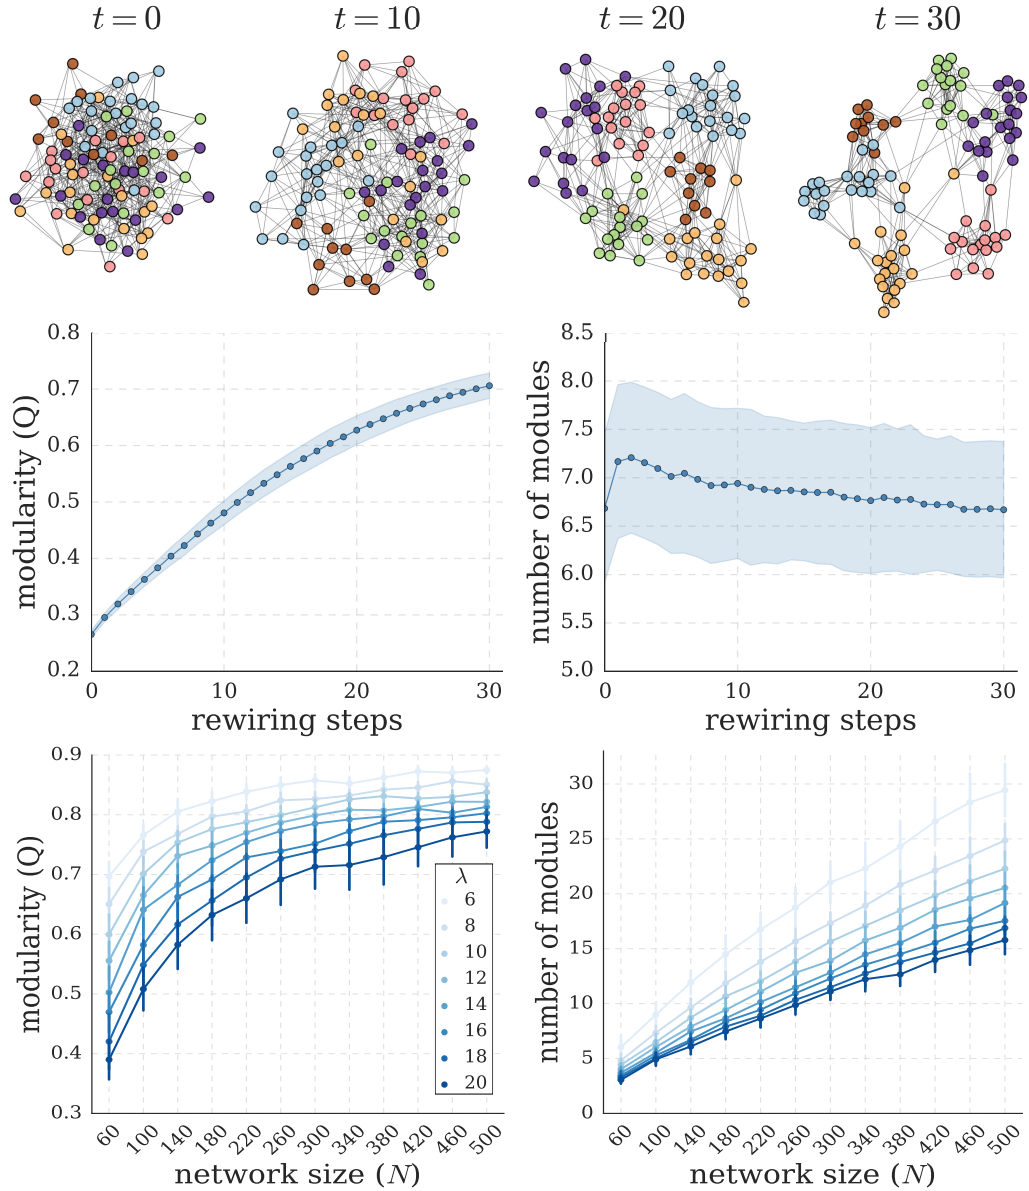 t = 0
t = 10
t = 20
t = 30
0.8
0.7
0.6
0.5
0.4
0.3
0.2
modularity (Q)
0 10 20 30
rewiring steps
8.5
8.0
7.5
7.0
6.5
6.0
5.5
5.0
number of modules
0 10 20 30
rewiring steps
0.9
0.8
0.7
0.6
0.5
0.4
0.3
modularity (Q)
λ
6
8
10
12
14
16
18
20
60 100 140 180 220 260 300 340 380 420 460 500
network size (N)
30
25
20
15
10
5
0
number of modules
60 100 140 180 220 260 300 340 380 420 460 500
network size (N)